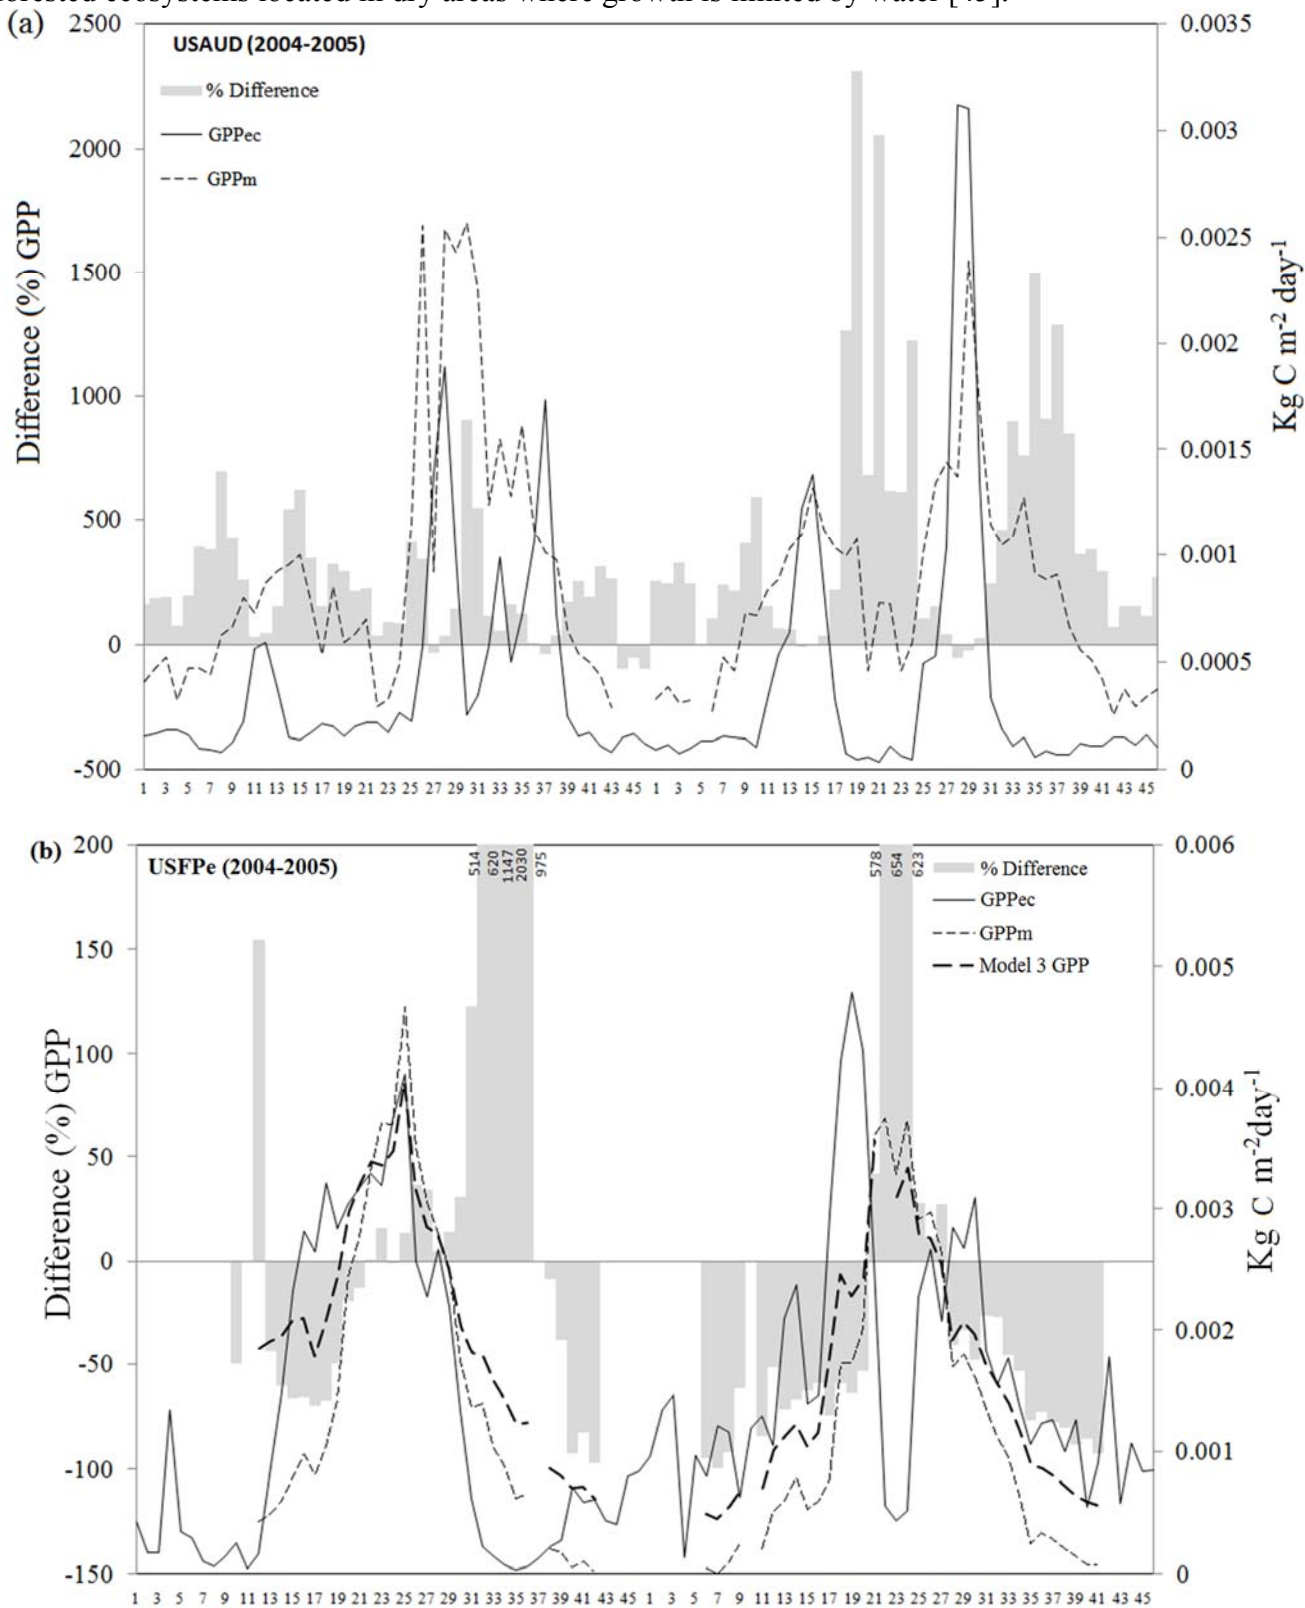 forested ecosystems located in dry areas where growth is limited by water
(a)
USAUD (2004-2005)
% Difference
GPPec
GPPm
Difference (%) GPP
2500
2000
1500
1000
500
0
-500
0.0035
0.003
0.0025
0.002
0.0015
0.001
0.0005
0
Kg C m-2 day-1
1 3 5 7 9 11 13 15 17 19 21 23 25 27 29 31 33 35 37 39 41 43 45 1 3 5 7 9 11 13 15 17 19 21 23 25 27 29 31 33 35 37 39 41 43 45
(b)
USFPe (2004-2005)
514
620
1147
2030
975
578
654
623
% Difference
GPPec
GPPm
Model 3 GPP
Difference (%) GPP
200
150
100
50
0
-50
-100
-150
0.006
0.005
0.004
0.003
0.002
0.001
0
Kg C m-2day-1
1 3 5 7 9 11 13 15 17 19 21 23 25 27 29 31 33 35 37 39 41 43 45 1 3 5 7 9 11 13 15 17 19 21 23 25 27 29 31 33 35 37 39 41 43 45